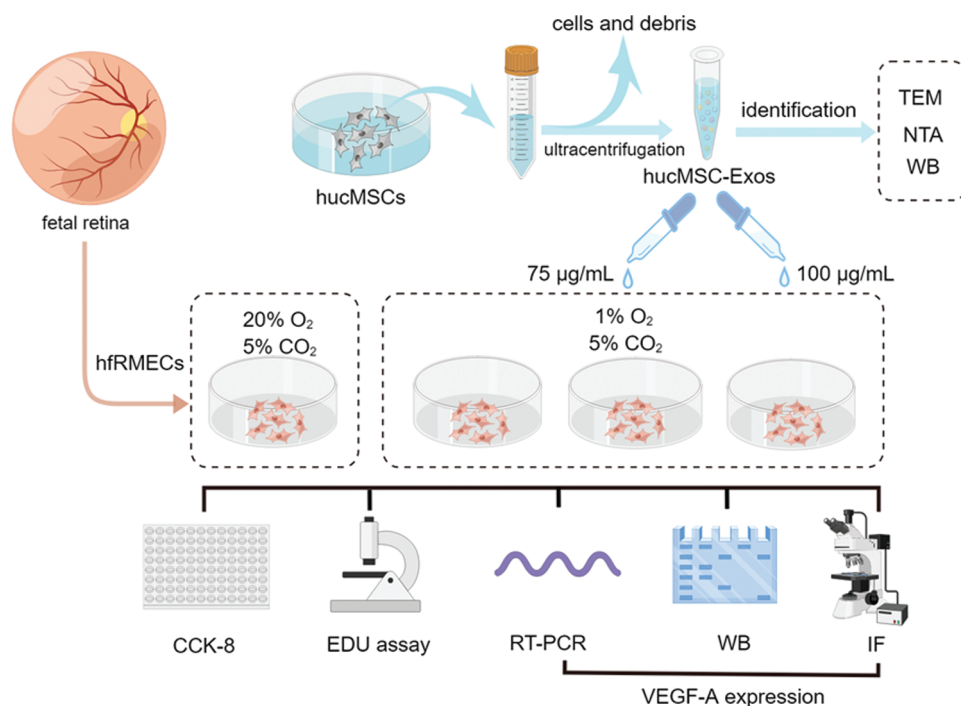 cells and debris
TEM
identification
NTA
ultracentrifugation
WB
hucMSCs
hucMSC-Exos
fetal retina
75 μg/mL
100 μg/mL
20% O₂
5% CO₂
1% O₂
5% CO₂
hfRMECs
CCK-8
EDU assay
RT-PCR
WB
IF
VEGF-A expression